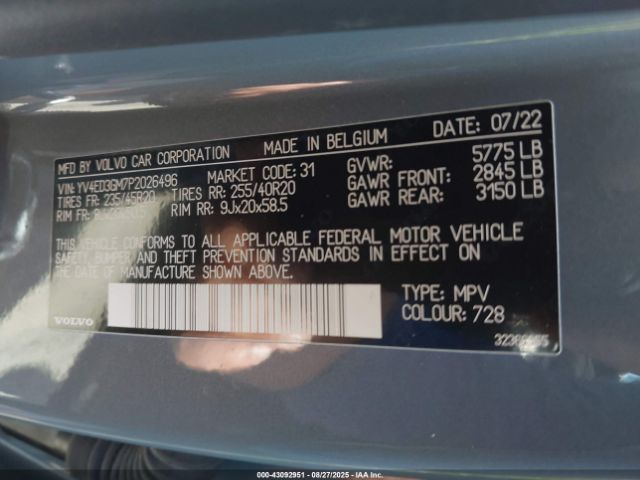 MFD BY VOLVO CAR CORPORATION MADE IN BELGIUM DATE: 07/22
VIN: YV4ED3GM7P2026496 MARKET CODE: 31 GVWR: 5775 LB
TIRES FR: 235/45R20 TIRES RR: 255/40R20 GAWR FRONT: 2845 LB
RIM FR: RIM RR: 9Jx20x58.5 GAWR REAR: 3150 LB
THIS VEHICLE CONFORMS TO ALL APPLICABLE FEDERAL MOTOR VEHICLE
SAFETY, BUMPER AND THEFT PREVENTION STANDARDS IN EFFECT ON
THE DATE OF MANUFACTURE SHOWN ABOVE.
TYPE: MPV
COLOUR: 728
VOLVO
000-43092951 - 08/27/2025 - IAA